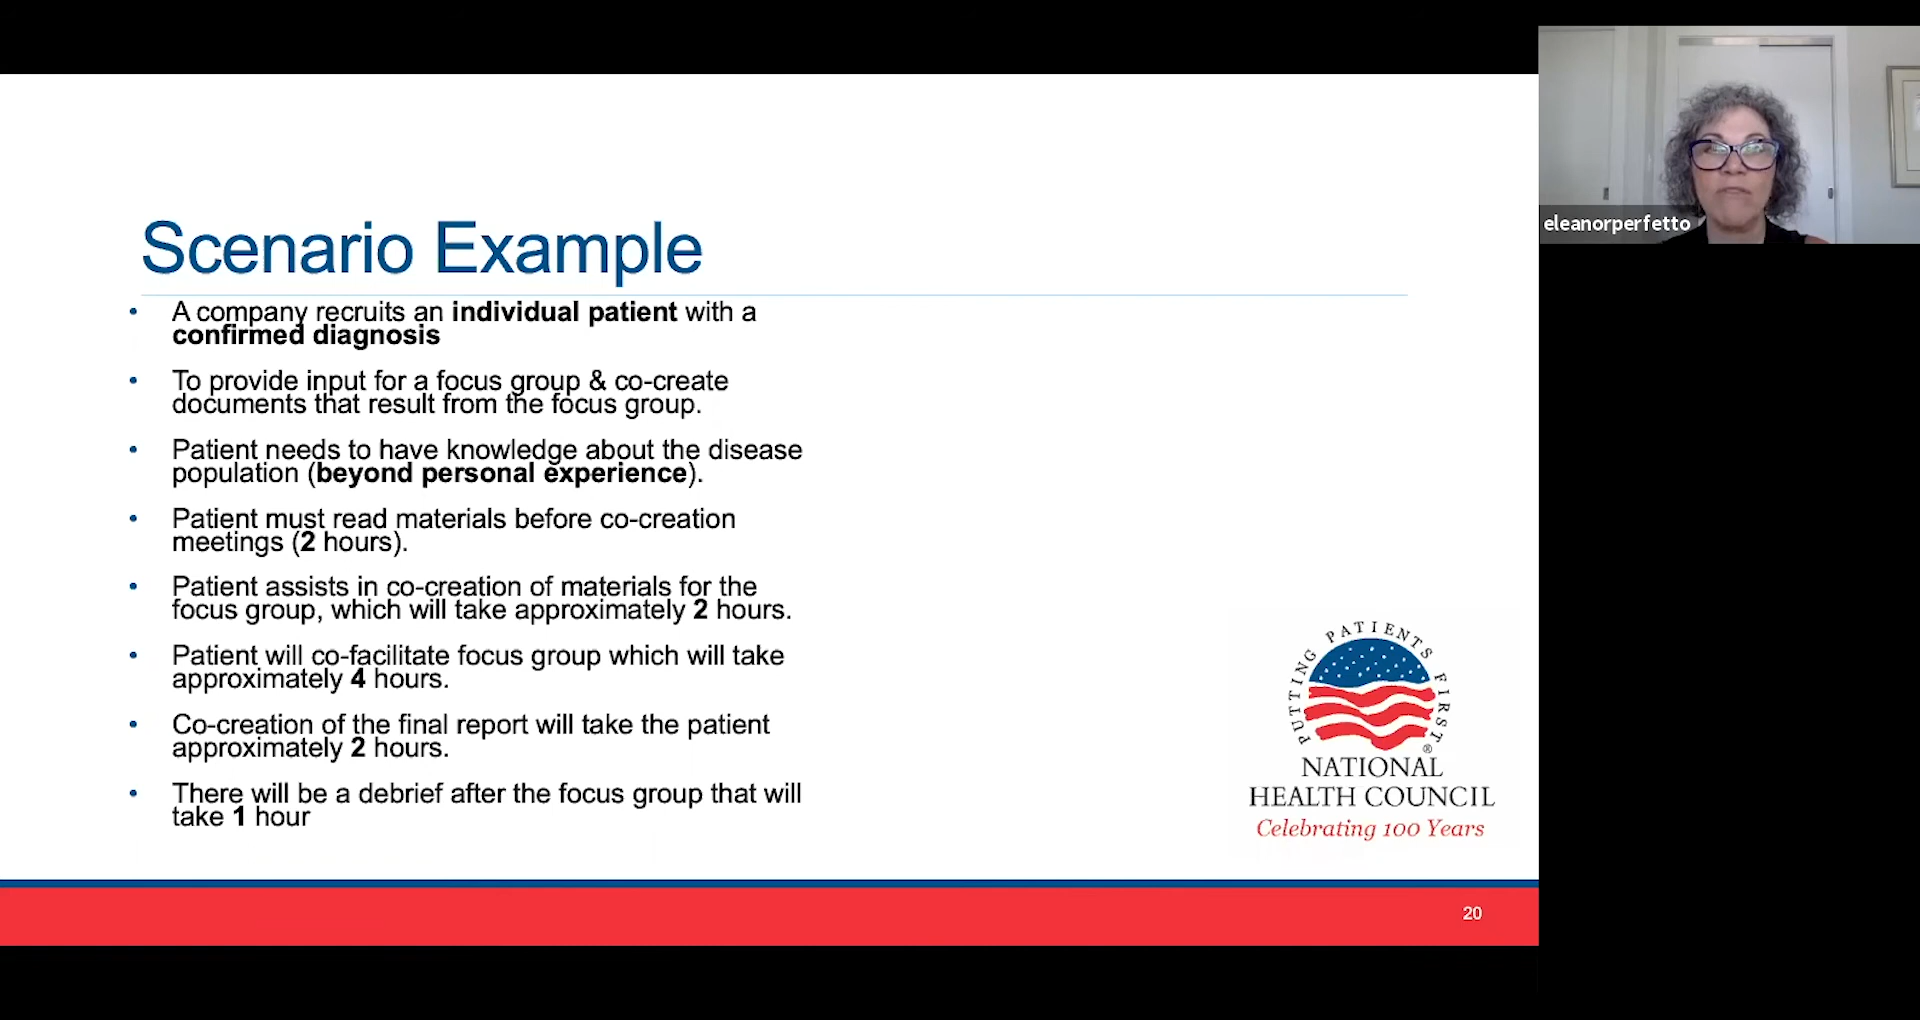 Scenario Example
• A company recruits an individual patient with a
confirmed diagnosis
• To provide input for a focus group & co-create
documents that result from the focus group.
• Patient needs to have knowledge about the disease
population (beyond personal experience).
• Patient must read materials before co-creation
meetings (2 hours).
• Patient assists in co-creation of materials for the
focus group, which will take approximately 2 hours.
• Patient will co-facilitate focus group which will take
approximately 4 hours.
• Co-creation of the final report will take the patient
approximately 2 hours.
• There will be a debrief after the focus group that will
take 1 hour
PUTTING PATIENTS FIRST®
NATIONAL
HEALTH COUNCIL
Celebrating 100 Years
20
eleanorperfetto